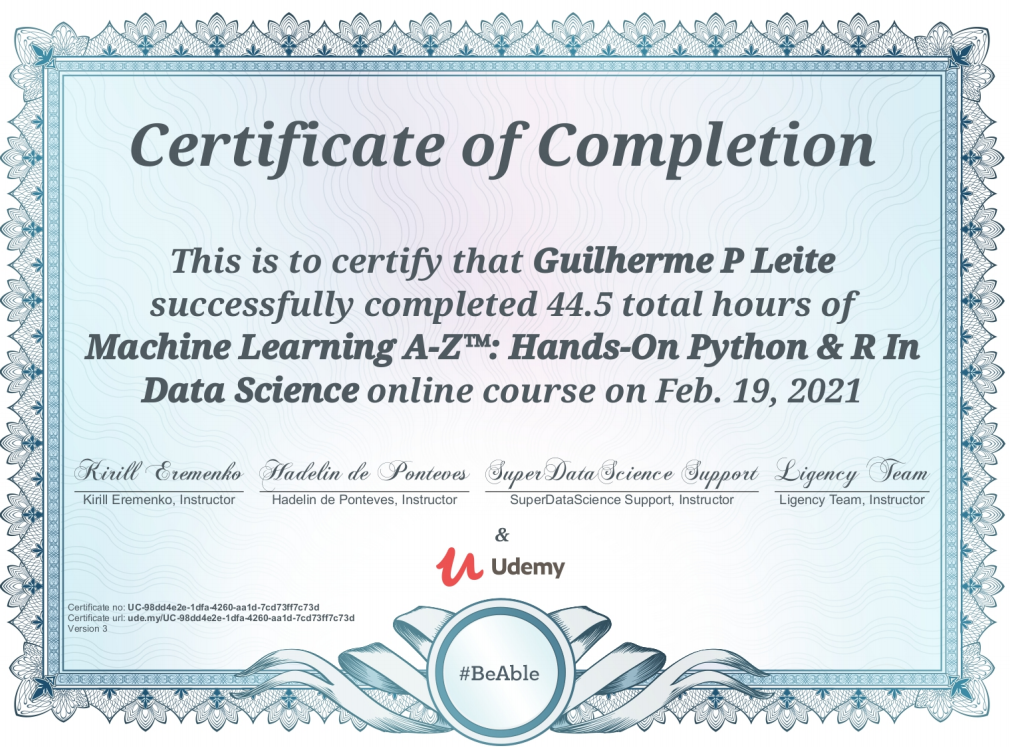 Certificate of Completion
This is to certify that Guilherme P Leite
successfully completed 44.5 total hours of
Machine Learning A-Z™: Hands-On Python & R In
Data Science online course on Feb. 19, 2021
Kirill Eremenko Hadelin de Ponteves SuperDataScience Support Ligency Team
Kirill Eremenko, Instructor Hadelin de Ponteves, Instructor SuperDataScience Support, Instructor Ligency Team, Instructor
&
Udemy
Certificate no: UC-98dd4e2e-1dfa-4260-aa1d-7cd73ff7c73d
Certificate url: ude.my/UC-98dd4e2e-1dfa-4260-aa1d-7cd73ff7c73d
Version 3
#BeAble